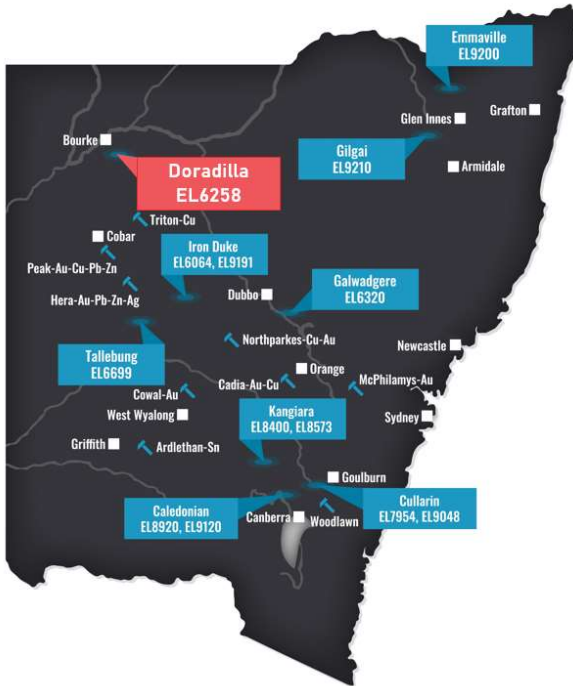 Emmaville
EL9200
Glen Innes
Grafton
Bourke
Gilgai
EL9210
Armidale
Doradilla
EL6258
Triton-Cu
Cobar
Iron Duke
EL6064, EL9191
Peak-Au-Cu-Pb-Zn
Hera-Au-Pb-Zn-Ag
Dubbo
Galwadgere
EL6320
Northparkes-Cu-Au
Newcastle
Tallebung
EL6699
Orange
Cadia-Au-Cu
McPhilamys-Au
Cowal-Au
West Wyalong
Kangiara
EL8400, EL8573
Sydney
Griffith
Ardlethan-Sn
Goulburn
Caledonian
EL8920, EL9120
Canberra
Woodlawn
Cullarin
EL7954, EL9048